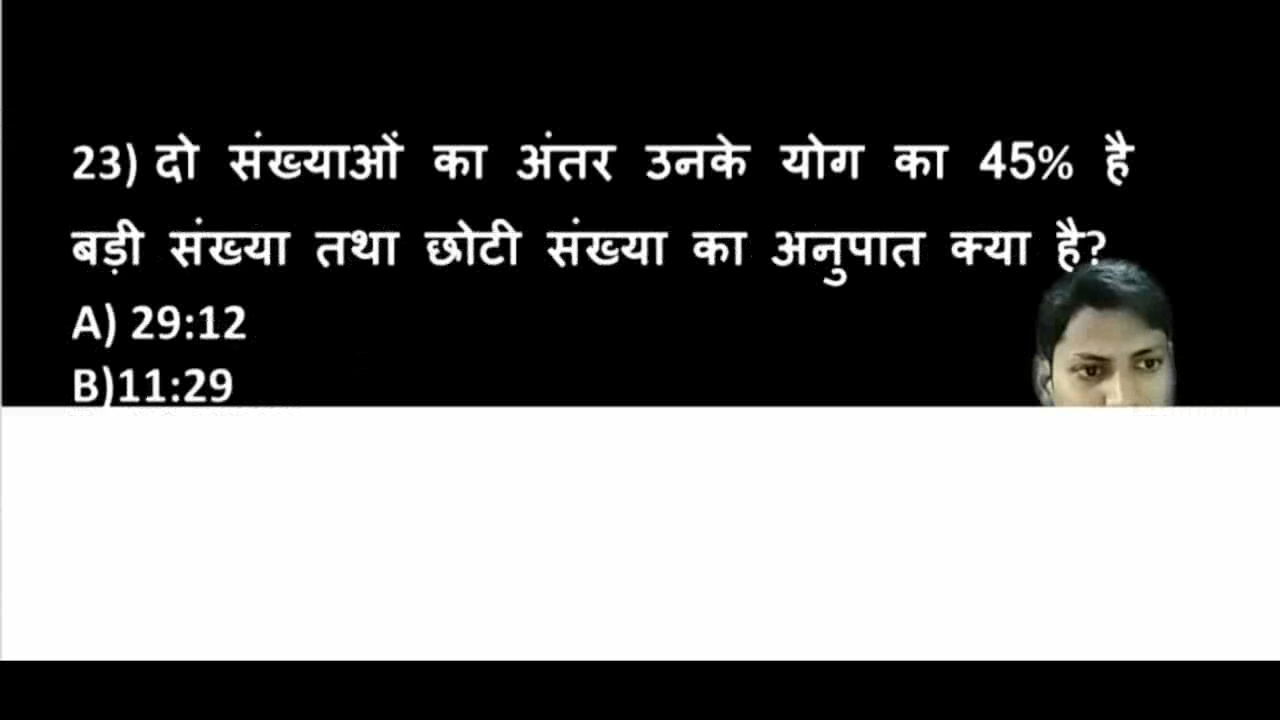 23) दो संख्याओं का अंतर उनके योग का 45% है
बड़ी संख्या तथा छोटी संख्या का अनुपात क्या है?
A) 29:12
B)11:29